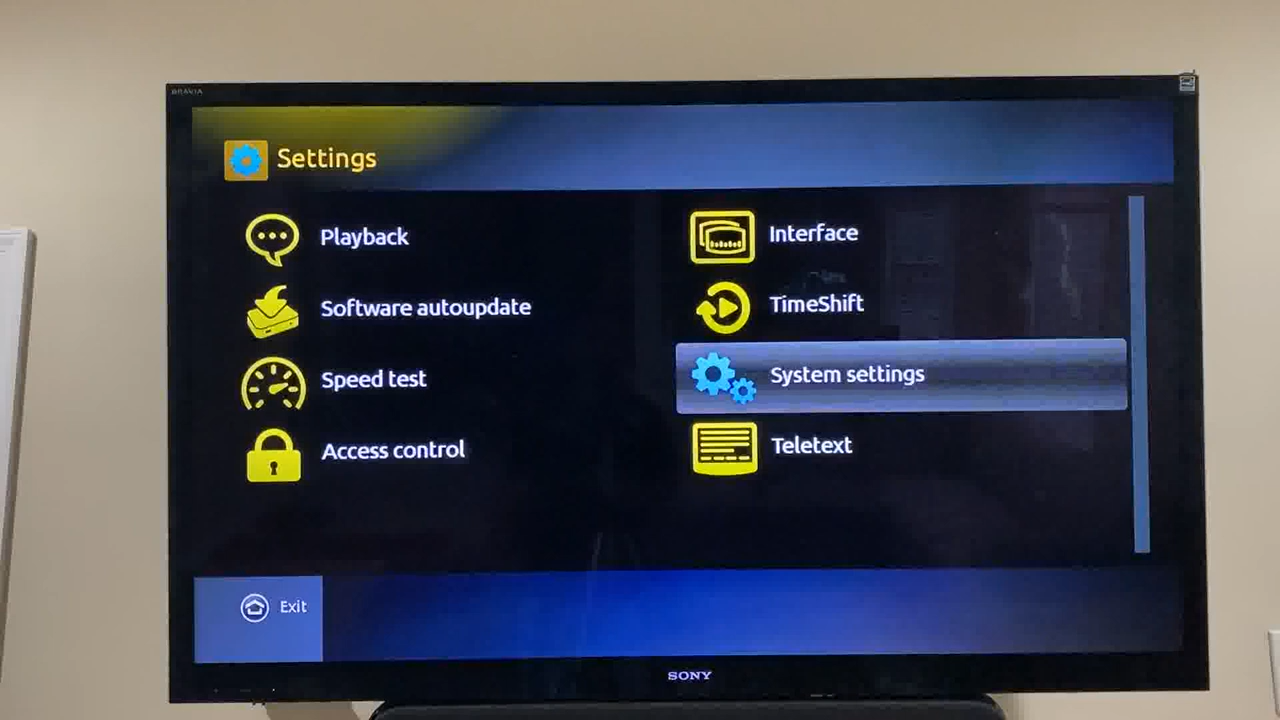 BRAVIA
Settings
Playback
Interface
Software autoupdate
TimeShift
Speed test
System settings
Access control
Teletext
Exit
SONY